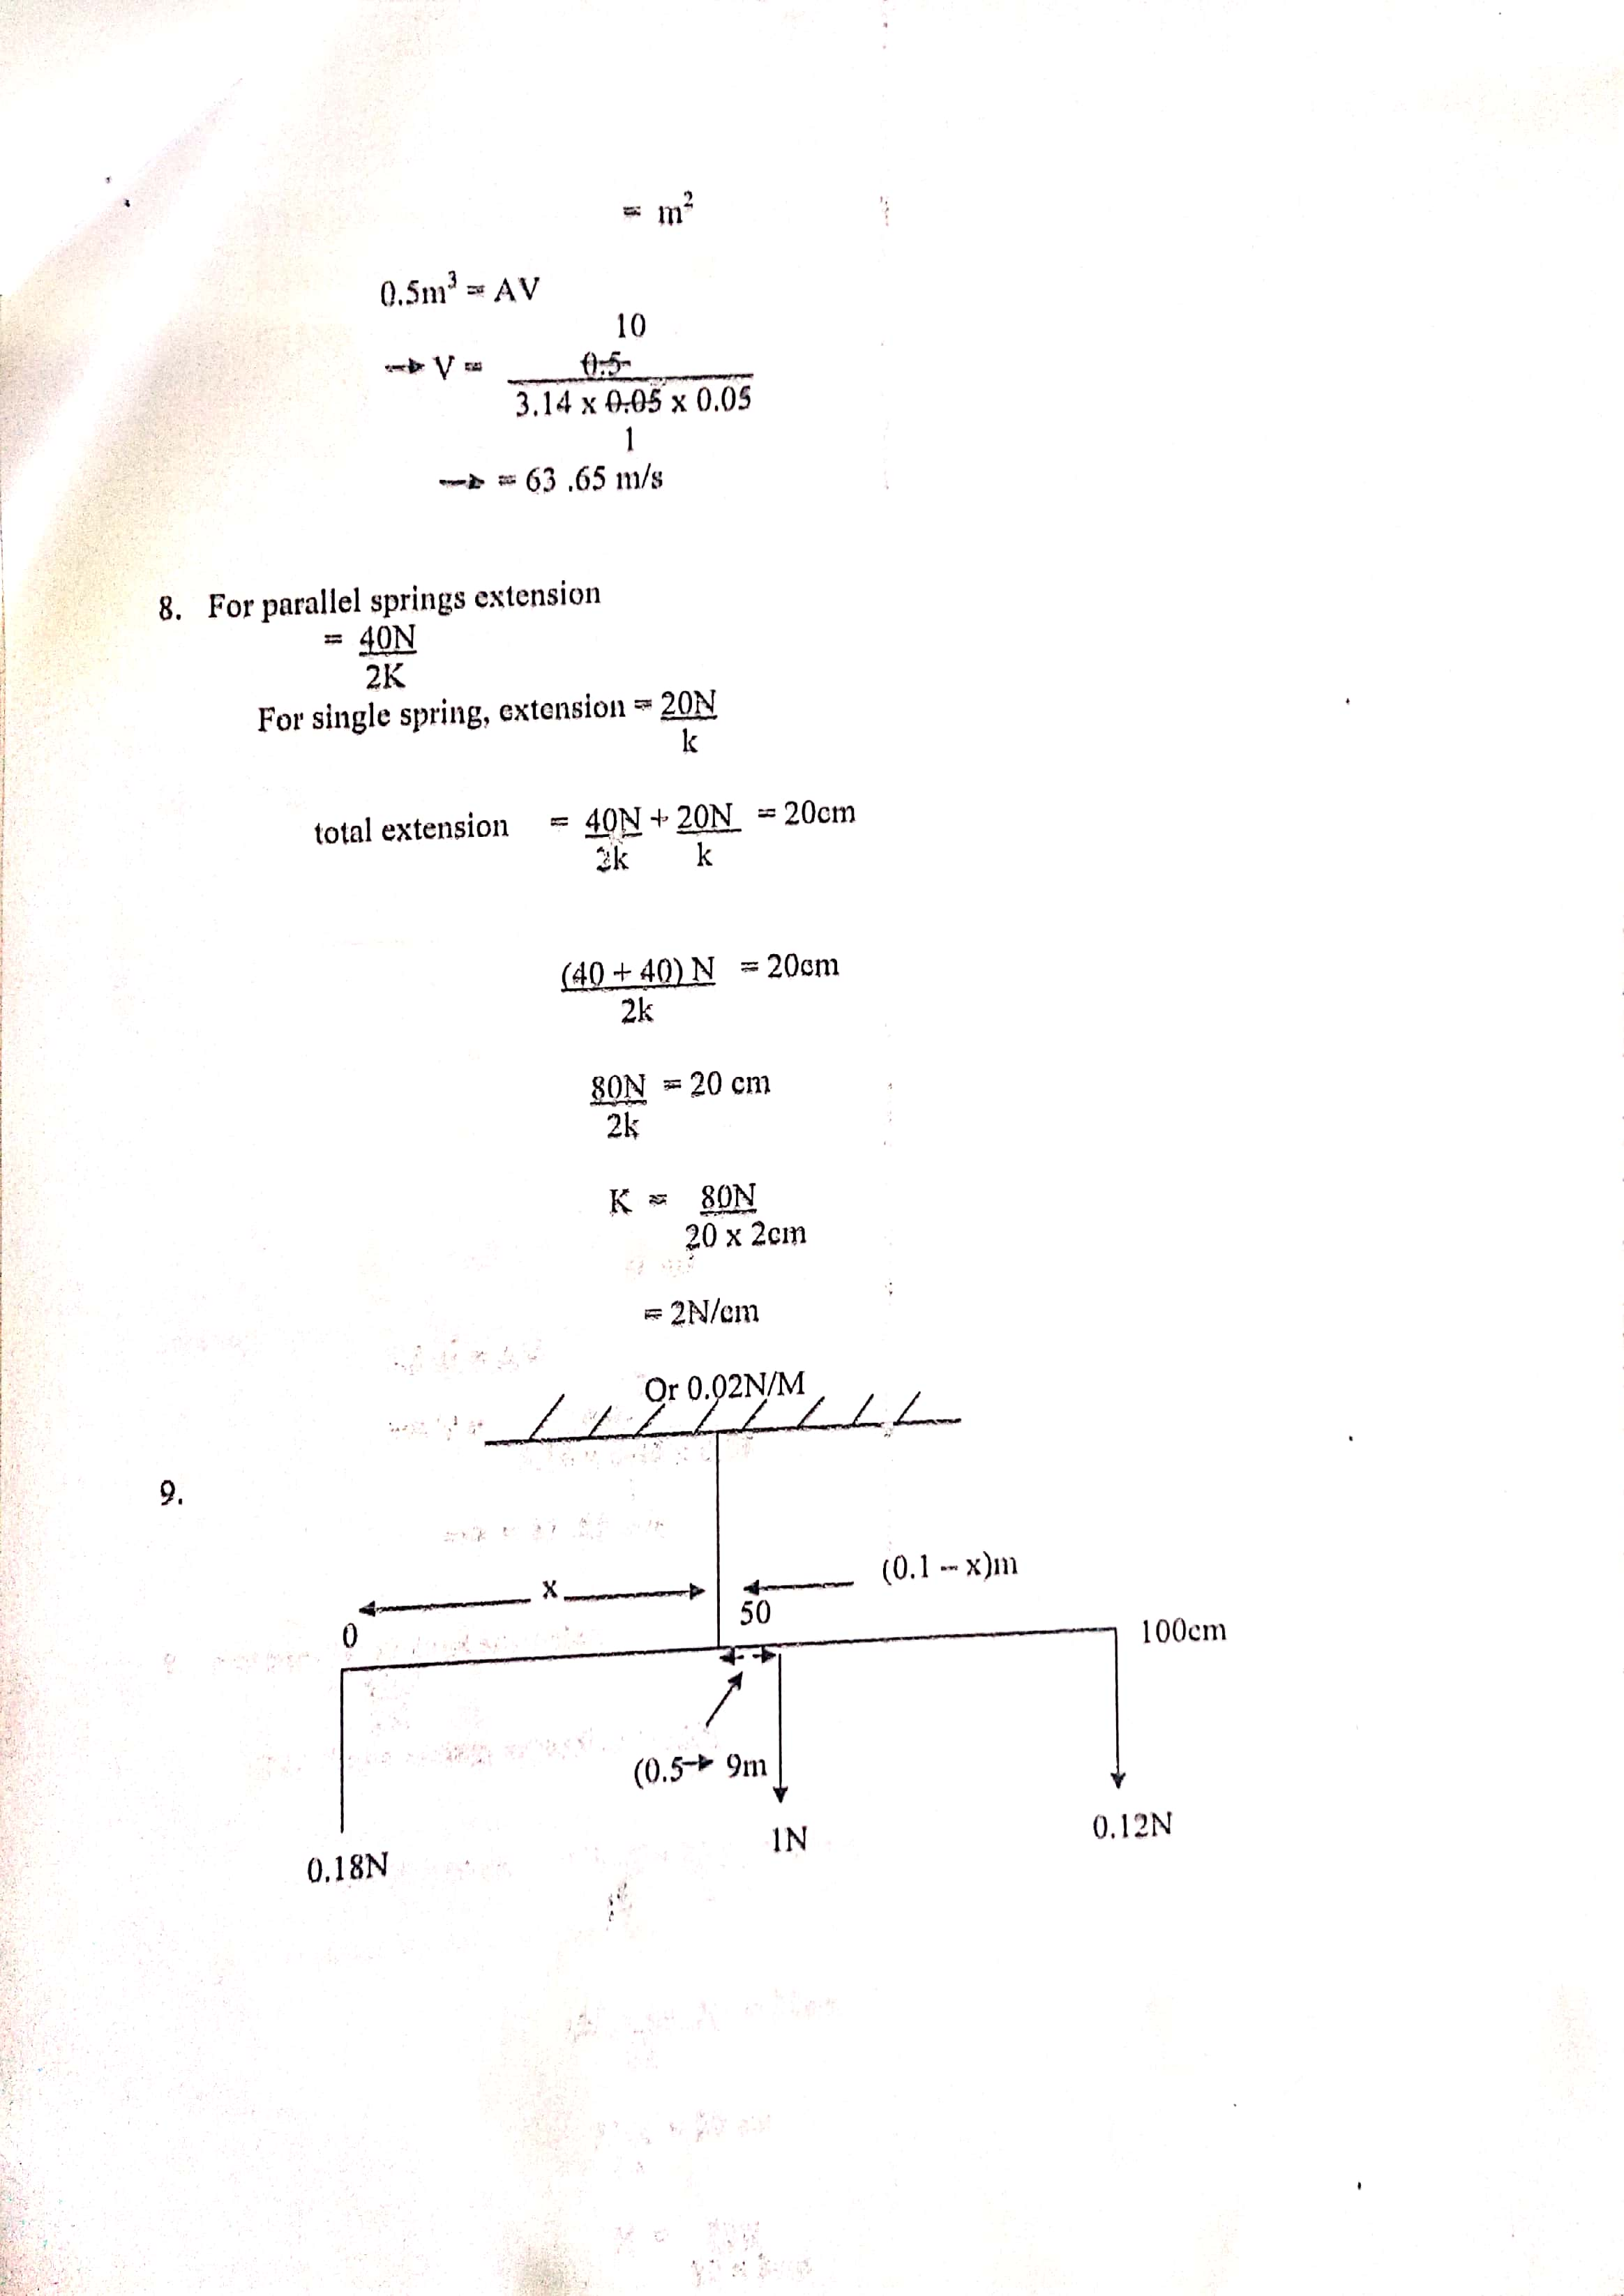 = m²
0.5m³ = AV
10
→ V = 0.5
3.14 x 0.05 x 0.05
1
→ = 63 .65 m/s
8. For parallel springs extension
= 40N
2K
For single spring, extension = 20N
k
total extension = 40N + 20N = 20cm
2k k
(40 + 40) N = 20cm
2k
80N = 20 cm
2k
K = 80N
20 x 2cm
= 2N/cm
Or 0.02N/M
9.
x
(0.1 – x)m
0
50
100cm
(0.5→ 9m
1N
0.12N
0.18N